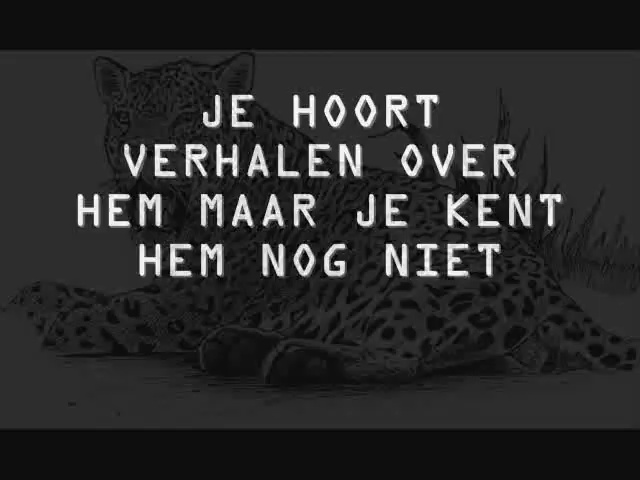 JE HOORT
VERHALEN OVER
HEM MAAR JE KENT
HEM NOG NIET